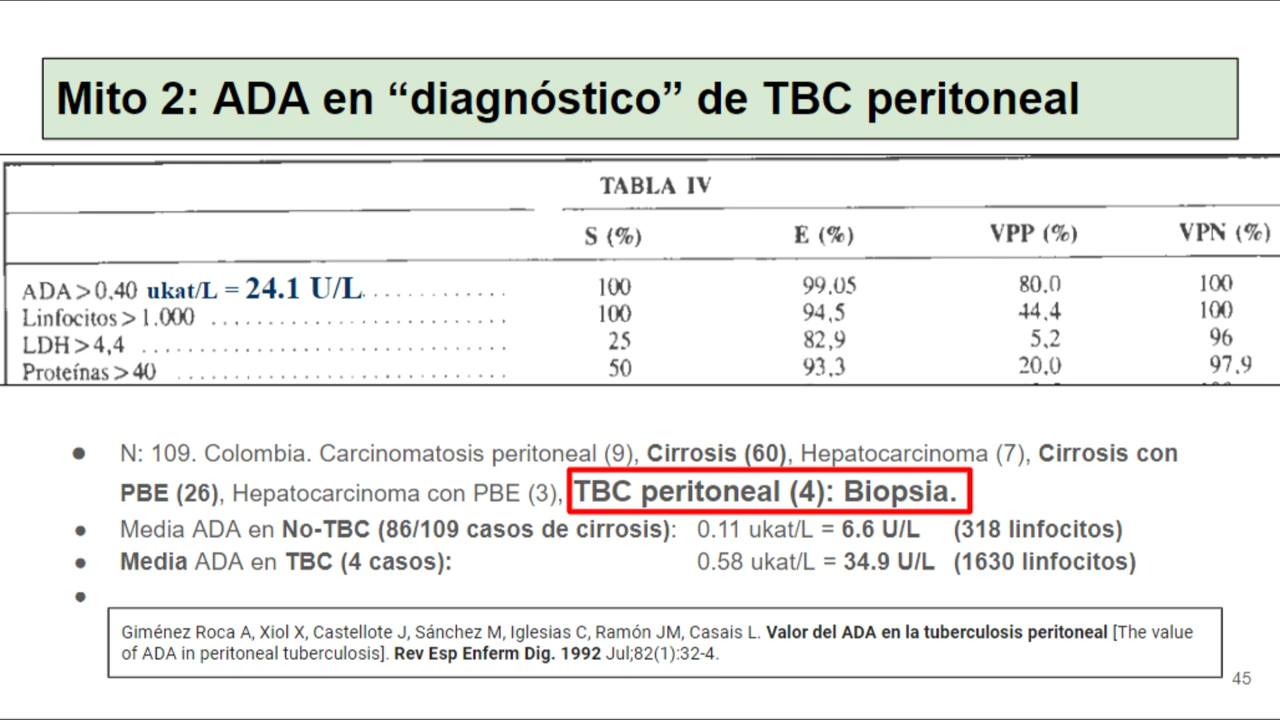 Mito 2: ADA en “diagnóstico” de TBC peritoneal
TABLA IV
S (%) E (%) VPP (%) VPN (%)
ADA > 0,40 ukat/L = 24.1 U/L. . . . . . . . . . . . . 100 99,05 80,0 100
Linfocitos > 1.000 . . . . . . . . . . . . . . . . . . . . . . . 100 94,5 44,4 100
LDH > 4,4 . . . . . . . . . . . . . . . . . . . . . . . . . . . . 25 82,9 5,2 96
Proteínas > 40 . . . . . . . . . . . . . . . . . . . . . . . . . 50 93,3 20,0 97,9
● N: 109. Colombia. Carcinomatosis peritoneal (9), Cirrosis (60), Hepatocarcinoma (7), Cirrosis con
PBE (26), Hepatocarcinoma con PBE (3), TBC peritoneal (4): Biopsia.
● Media ADA en No-TBC (86/109 casos de cirrosis): 0.11 ukat/L = 6.6 U/L (318 linfocitos)
● Media ADA en TBC (4 casos): 0.58 ukat/L = 34.9 U/L (1630 linfocitos)
●
Giménez Roca A, Xiol X, Castellote J, Sánchez M, Iglesias C, Ramón JM, Casais L. Valor del ADA en la tuberculosis peritoneal [The value
of ADA in peritoneal tuberculosis]. Rev Esp Enferm Dig. 1992 Jul;82(1):32-4.
45